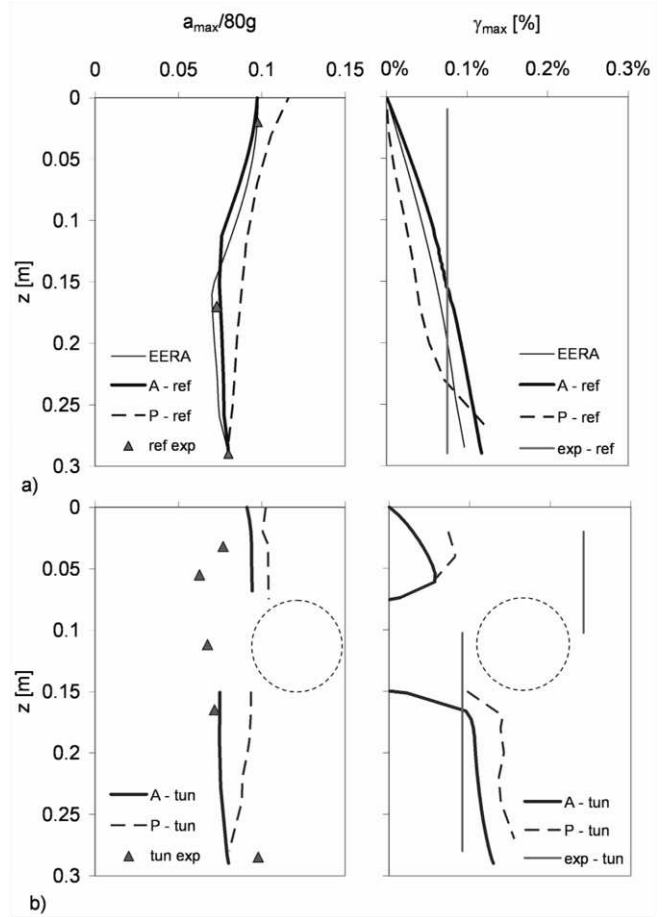 a_max/80g
0 0.05 0.1 0.15
γ_max [%]
0% 0.1% 0.2% 0.3%
0
0.05
0.1
0.15
0.2
0.25
0.3
z [m]
EERA
A - ref
P - ref
ref exp
EERA
A - ref
P - ref
exp - ref
a)
0
0.05
0.1
0.15
0.2
0.25
0.3
z [m]
A - tun
P - tun
tun exp
A - tun
P - tun
exp - tun
b)